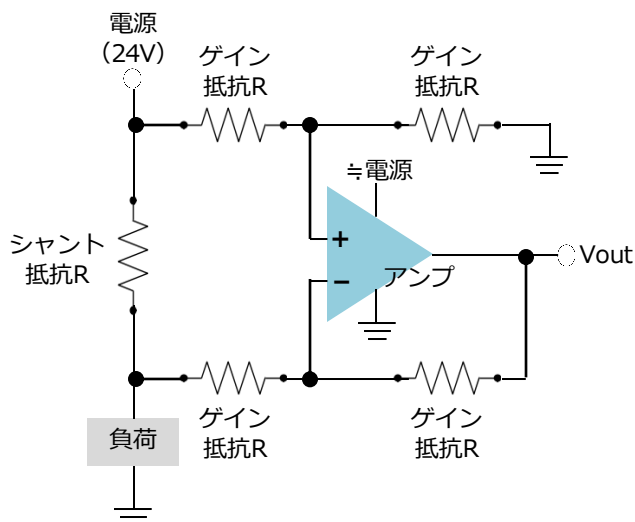 電源
（24V）
ゲイン
抵抗R
ゲイン
抵抗R
≒電源
シャント
抵抗R
+
アンプ
−
Vout
ゲイン
抵抗R
ゲイン
抵抗R
負荷